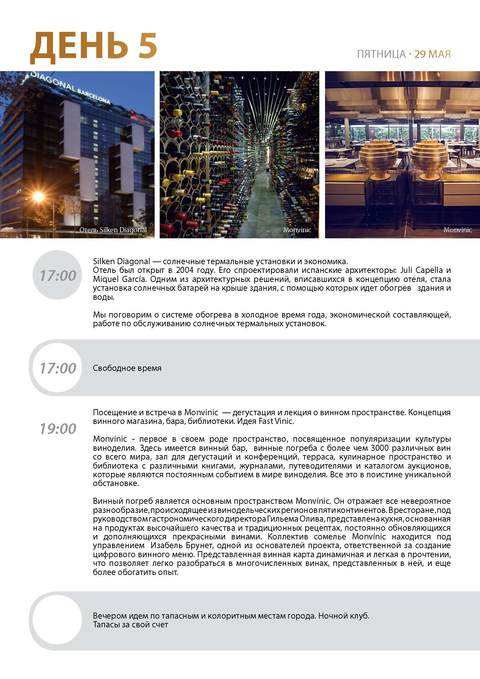 ДЕНЬ 5
ПЯТНИЦА · 29 МАЯ
DIAGONAL BARCELONA
Отель Silken Diagonal
Monvinic
Monvinic
17:00
Silken Diagonal — солнечные термальные установки и экономика.
Отель был открыт в 2004 году. Его спроектировали испанские архитекторы: Juli Capella и
Miquel García. Одним из архитектурных решений, вписавшихся в концепцию отеля, стала
установка солнечных батарей на крыше здания, с помощью которых идет обогрев здания и
воды.
Мы поговорим о системе обогрева в холодное время года, экономической составляющей,
работе по обслуживанию солнечных термальных установок.
17:00
Свободное время
19:00
Посещение и встреча в Monvinic — дегустация и лекция о винном пространстве. Концепция
винного магазина, бара, библиотеки. Идея Fast Vinic.
Monvínic - первое в своем роде пространство, посвященное популяризации культуры
виноделия. Здесь имеется винный бар, винные погреба с более чем 3000 различных вин
со всего мира, зал для дегустаций и конференций, терраса, кулинарное пространство и
библиотека с различными книгами, журналами, путеводителями и каталогом аукционов,
которые являются постоянным событием в мире виноделия. Все это в поистине уникальной
обстановке.
Винный погреб является основным пространством Monvínic. Он отражает все невероятное
разнообразие, происходящее из винодельческих регионов пяти континентов. В ресторане, под
руководством гастрономического директора Гильема Олива, представлена кухня, основанная
на продуктах высочайшего качества и традиционных рецептах, постоянно обновляющихся
и дополняющихся прекрасными винами. Коллектив сомелье Monvínic находится под
управлением Изабель Брунет, одной из основателей проекта, ответственной за создание
цифрового винного меню. Представленная винная карта динамичная и легкая в прочтении,
что позволяет легко разобраться в многочисленных винах, представленных в ней, и еще
более обогатить опыт.
Вечером идем по тапасным и колоритным местам города. Ночной клуб.
Тапасы за свой счет